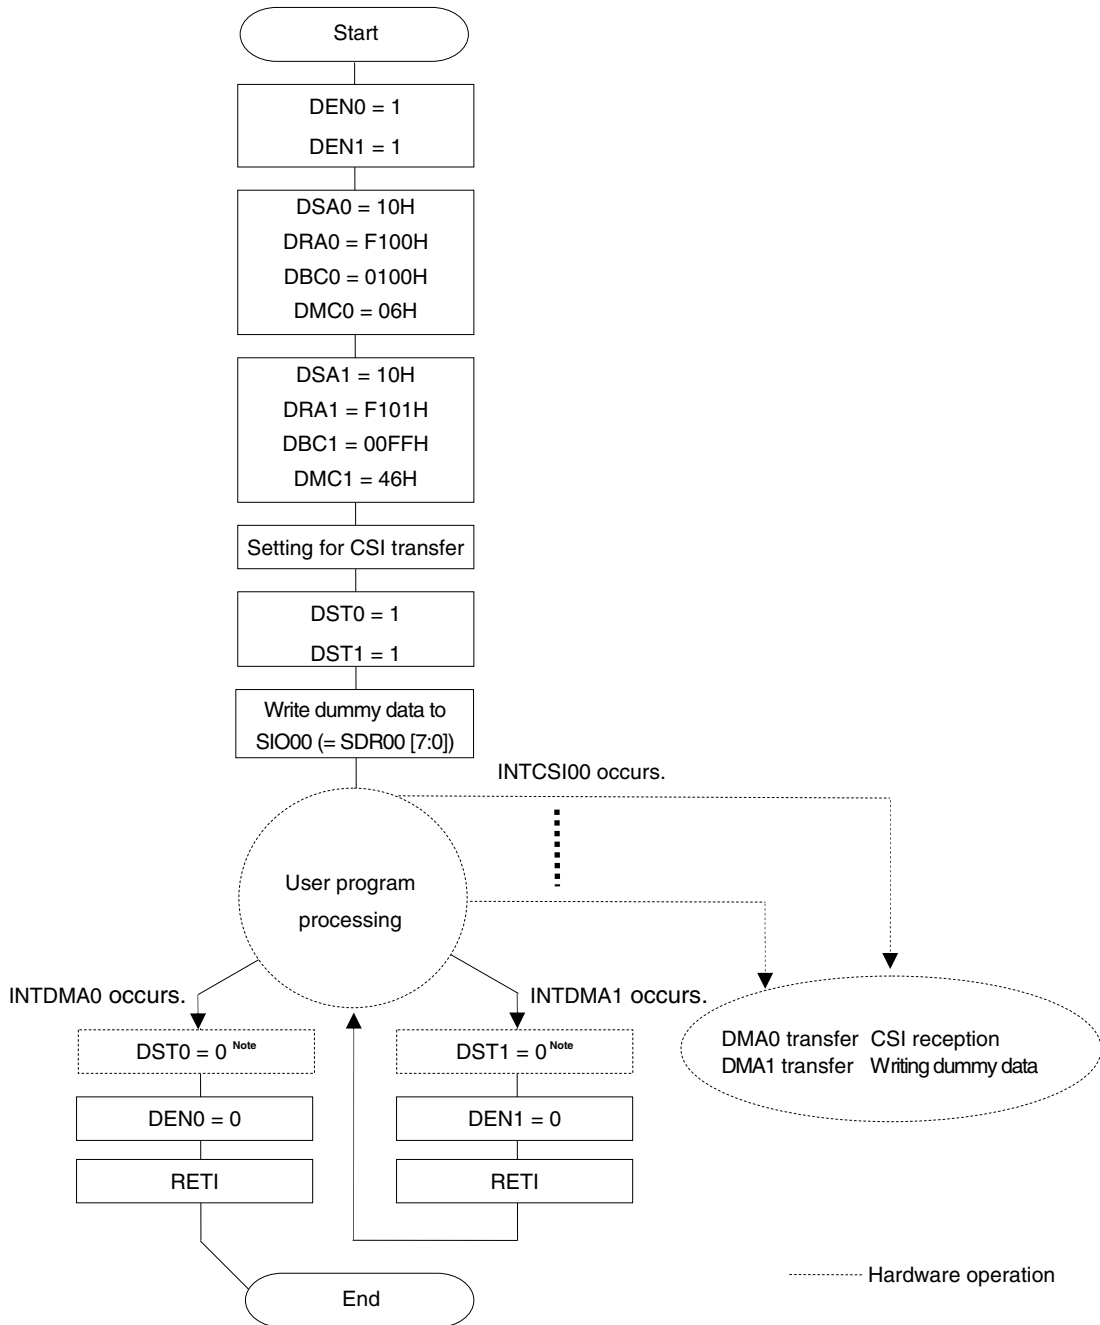 Start
DEN0 = 1
DEN1 = 1
DSA0 = 10H
DRA0 = F100H
DBC0 = 0100H
DMC0 = 06H
DSA1 = 10H
DRA1 = F101H
DBC1 = 00FFH
DMC1 = 46H
Setting for CSI transfer
DST0 = 1
DST1 = 1
Write dummy data to
SIO00 (= SDR00 [7:0])
INTCSI00 occurs.
User program
processing
INTDMA0 occurs.
INTDMA1 occurs.
DST0 = 0 Note
DST1 = 0 Note
DMA0 transfer CSI reception
DMA1 transfer Writing dummy data
DEN0 = 0
DEN1 = 0
RETI
RETI
Hardware operation
End